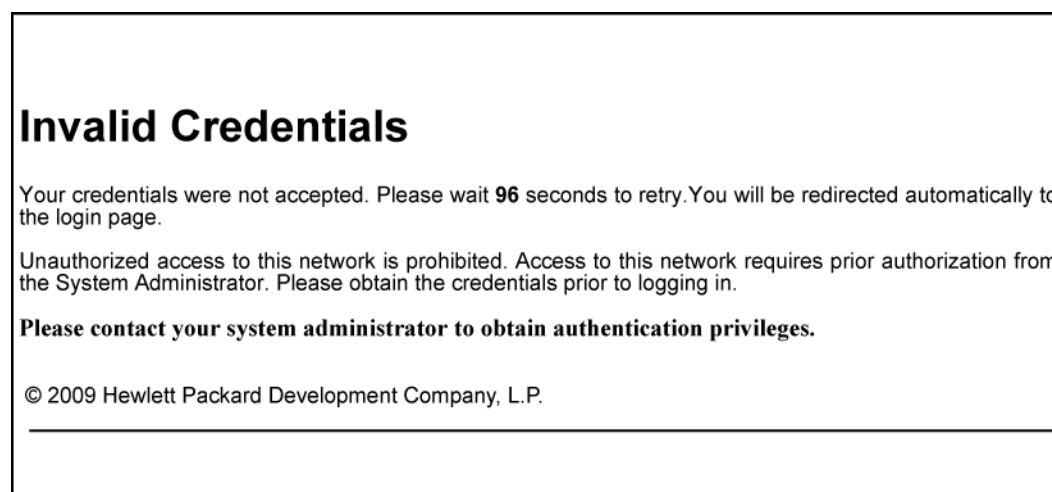 Invalid Credentials
Your credentials were not accepted. Please wait 96 seconds to retry.You will be redirected automatically to
the login page.
Unauthorized access to this network is prohibited. Access to this network requires prior authorization from
the System Administrator. Please obtain the credentials prior to logging in.
Please contact your system administrator to obtain authentication privileges.
© 2009 Hewlett Packard Development Company, L.P.